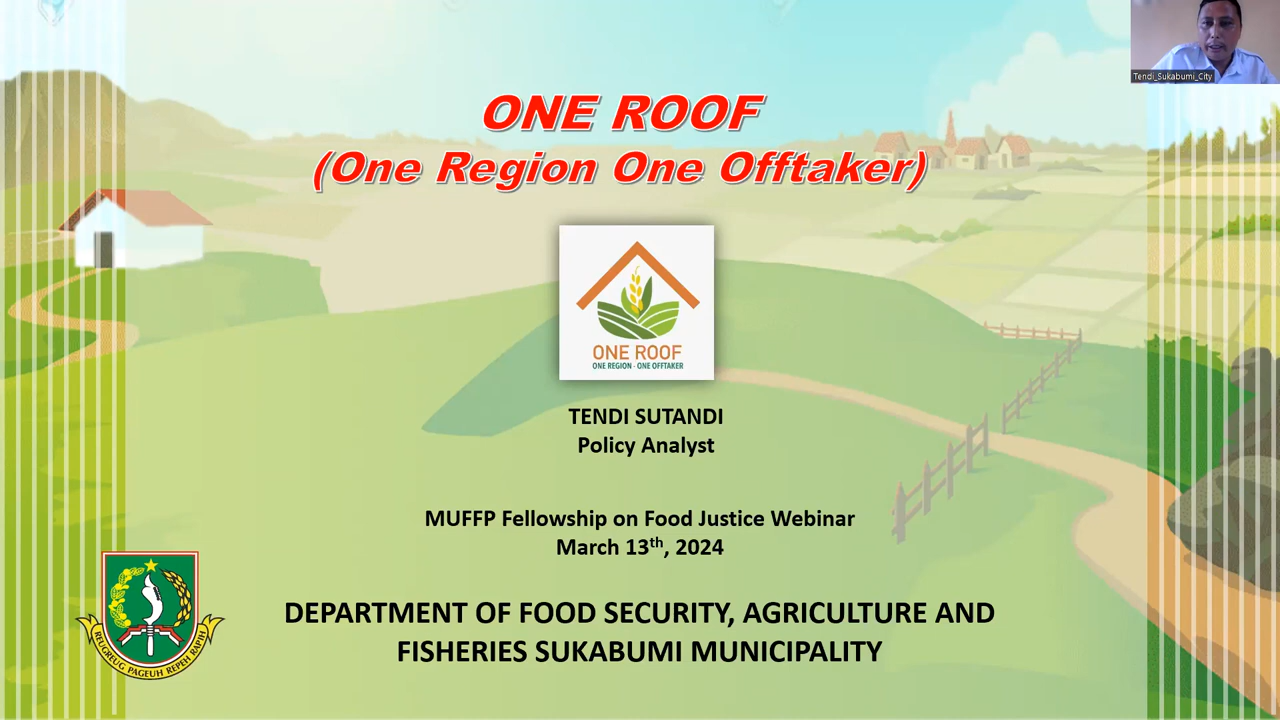 Tendi_Sukabumi_City
ONE ROOF
(One Region One Offtaker)
ONE ROOF
ONE REGION - ONE OFFTAKER
TENDI SUTANDI
Policy Analyst
MUFFP Fellowship on Food Justice Webinar
March 13th, 2024
DEPARTMENT OF FOOD SECURITY, AGRICULTURE AND
FISHERIES SUKABUMI MUNICIPALITY
REUGREUG PAGEUH REPEH RAPIH